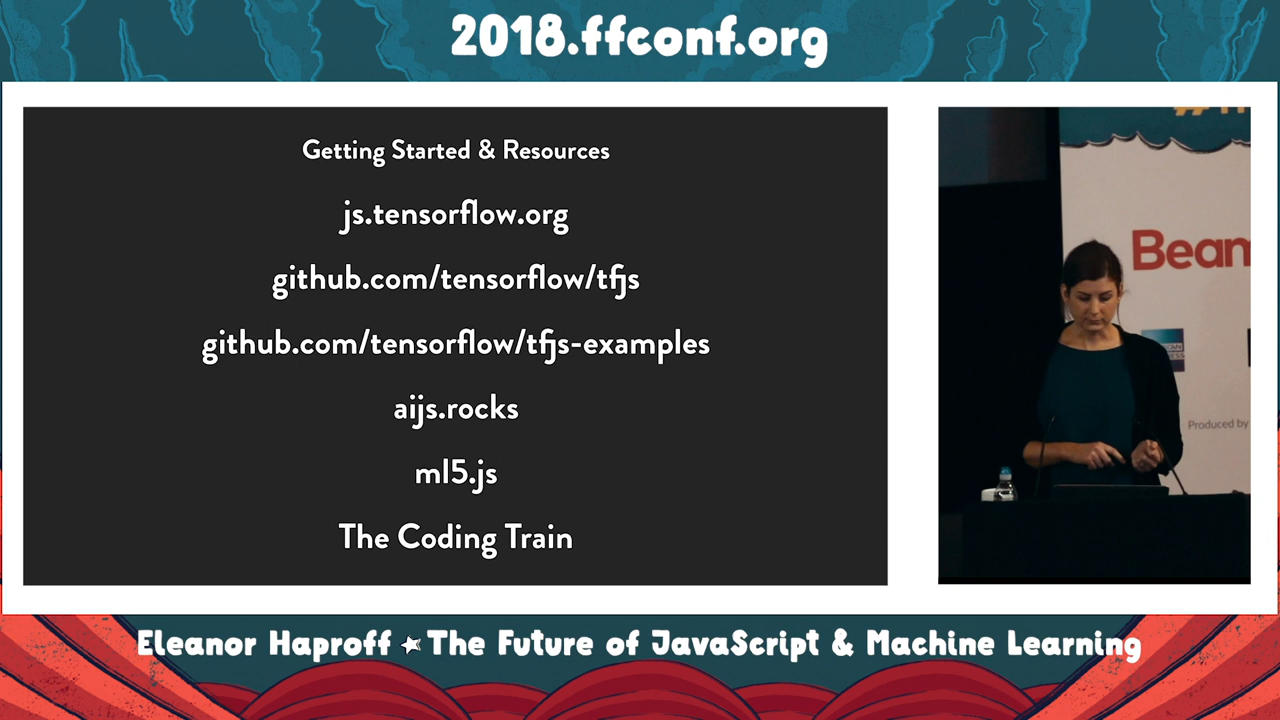 2018.ffconf.org
Getting Started & Resources
js.tensorflow.org
github.com/tensorflow/tfjs
github.com/tensorflow/tfjs-examples
aijs.rocks
ml5.js
The Coding Train
Beam
Produced by
Eleanor Haproff ★ The Future of JavaScript & Machine Learning